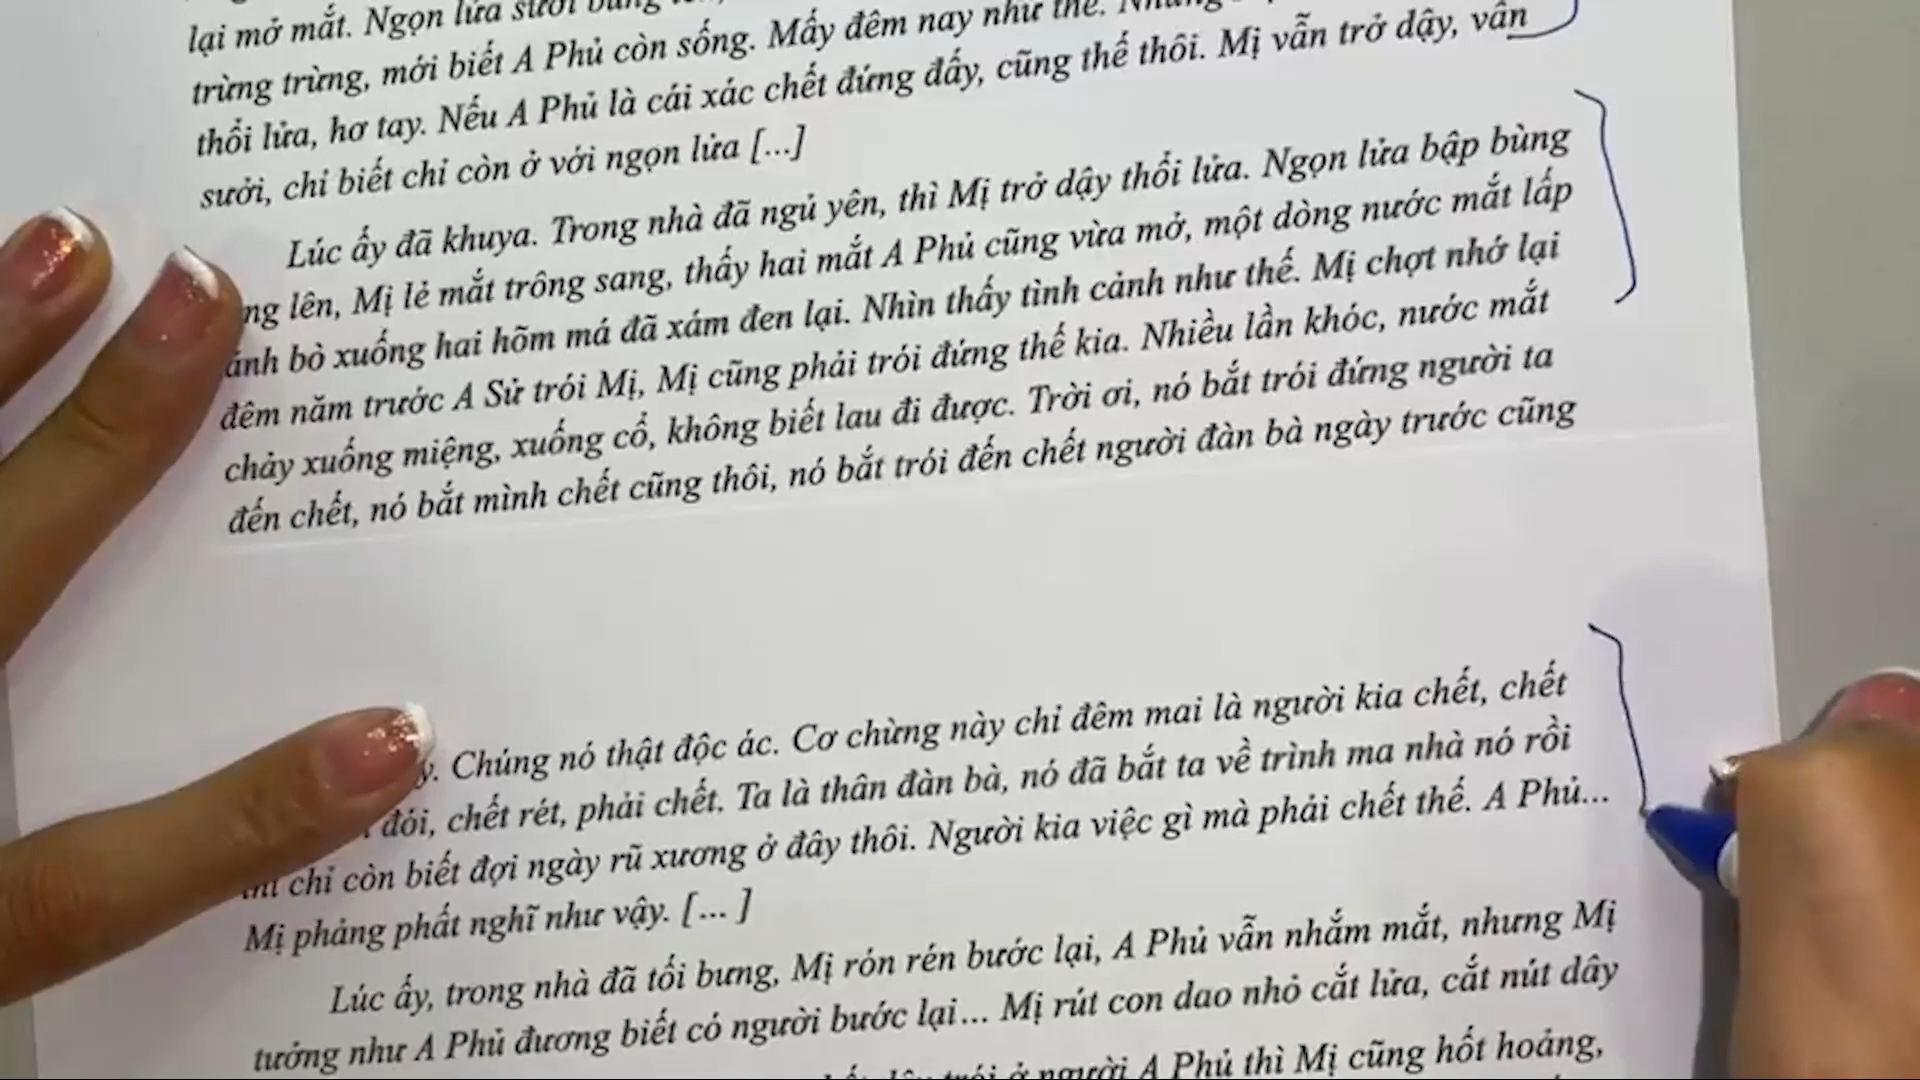 lại mở mắt. Ngọn lửa sưởi
trừng trừng, mới biết A Phủ còn sống. Mấy đêm nay như thế.
thổi lửa, hơ tay. Nếu A Phủ là cái xác chết đứng đấy, cũng thế thôi. Mị vẫn trở dậy, vẫn
sưởi, chỉ biết chỉ còn ở với ngọn lửa [...]
Lúc ấy đã khuya. Trong nhà đã ngủ yên, thì Mị trở dậy thổi lửa. Ngọn lửa bập bùng
lên, Mị lé mắt trông sang, thấy hai mắt A Phủ cũng vừa mở, một dòng nước mắt lấp
bò xuống hai hõm má đã xám đen lại. Nhìn thấy tình cảnh như thế. Mị chợt nhớ lại
đêm năm trước A Sử trói Mị, Mị cũng phải trói đứng thế kia. Nhiều lần khóc, nước mắt
chảy xuống miệng, xuống cổ, không biết lau đi được. Trời ơi, nó bắt trói đứng người ta
đến chết, nó bắt mình chết cũng thôi, nó bắt trói đến chết người đàn bà ngày trước cũng
Chúng nó thật độc ác. Cơ chừng này chỉ đêm mai là người kia chết, chết
đói, chết rét, phải chết. Ta là thân đàn bà, nó đã bắt ta về trình ma nhà nó rồi
chỉ còn biết đợi ngày rũ xương ở đây thôi. Người kia việc gì mà phải chết thế. A Phủ...
Mị phảng phất nghĩ như vậy. [... ]
Lúc ấy, trong nhà đã tối bưng, Mị rón rén bước lại, A Phủ vẫn nhắm mắt, nhưng Mị
tưởng như A Phủ đương biết có người bước lại... Mị rút con dao nhỏ cắt lúa, cắt nút dây
ở người A Phủ thì Mị cũng hốt hoảng,